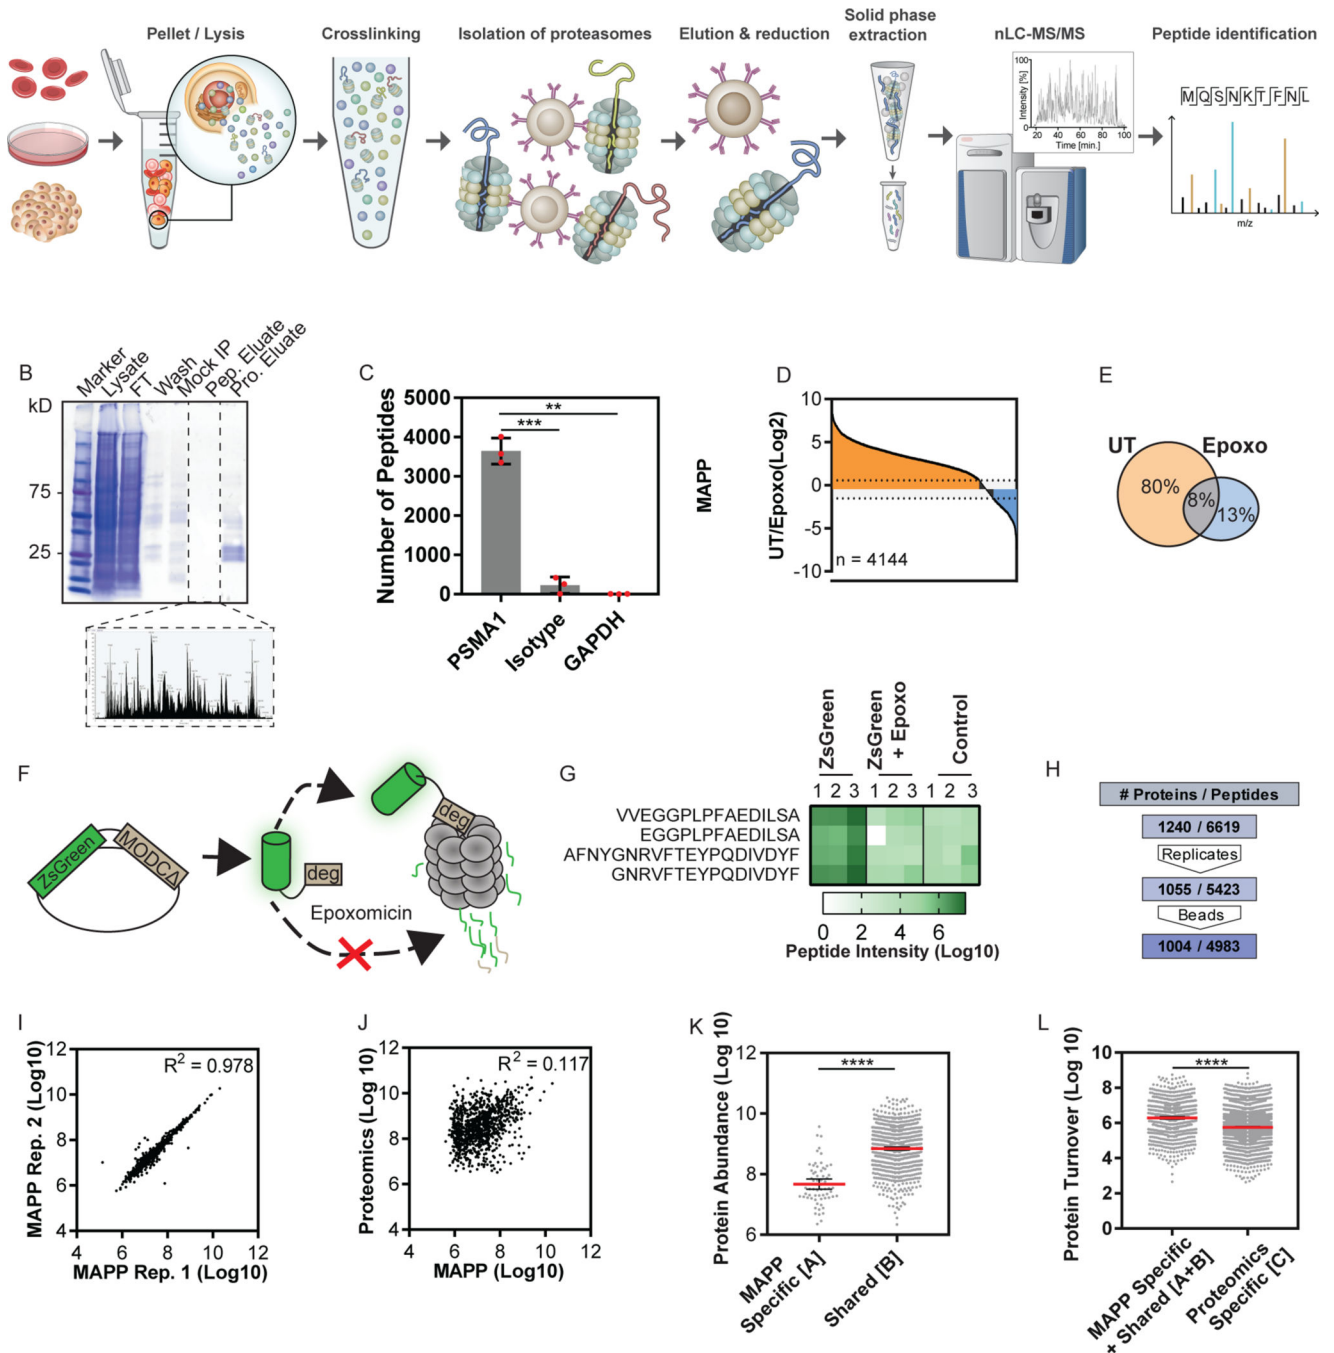 Pellet / Lysis
Crosslinking
Isolation of proteasomes
Elution & reduction
Solid phase
extraction
nLC-MS/MS
Peptide identification
100
0
Intensity [%]
20 40 60 80 100
Time [min.]
MQSNKTFNL
m/z
B
kD
Marker
Lysate
FT
Wash
Mock IP
Pep. Eluate
Pro. Eluate
75
25
C
Number of Peptides
5000
4000
3000
2000
1000
0
**
***
PSMA1
Isotype
GAPDH
D
MAPP
UT/Epoxo(Log2)
10
5
0
-5
-10
n = 4144
E
UT
Epoxo
80%
8%
13%
F
ZsGreen
MODCΔ
deg
deg
Epoxomicin
G
ZsGreen
ZsGreen
+ Epoxo
Control
1 2 3 1 2 3 1 2 3
VVEGGPLPFAEDILSA
EGGPLPFAEDILSA
AFNYGNRVFTEYPQDIVDYF
GNRVFTEYPQDIVDYF
0 2 4 6
Peptide Intensity (Log10)
H
# Proteins / Peptides
1240 / 6619
Replicates
1055 / 5423
Beads
1004 / 4983
I
MAPP Rep. 2 (Log10)
12
10
8
6
4
R2 = 0.978
4 6 8 10 12
MAPP Rep. 1 (Log10)
J
Proteomics (Log 10)
12
10
8
6
4
R2 = 0.117
4 6 8 10 12
MAPP (Log10)
K
Protein Abundance (Log 10)
12
10
8
6
****
MAPP
Specific [A]
Shared [B]
L
Protein Turnover (Log 10)
10
8
6
4
2
0
****
MAPP Specific
+ Shared [A+B]
Proteomics
Specific [C]